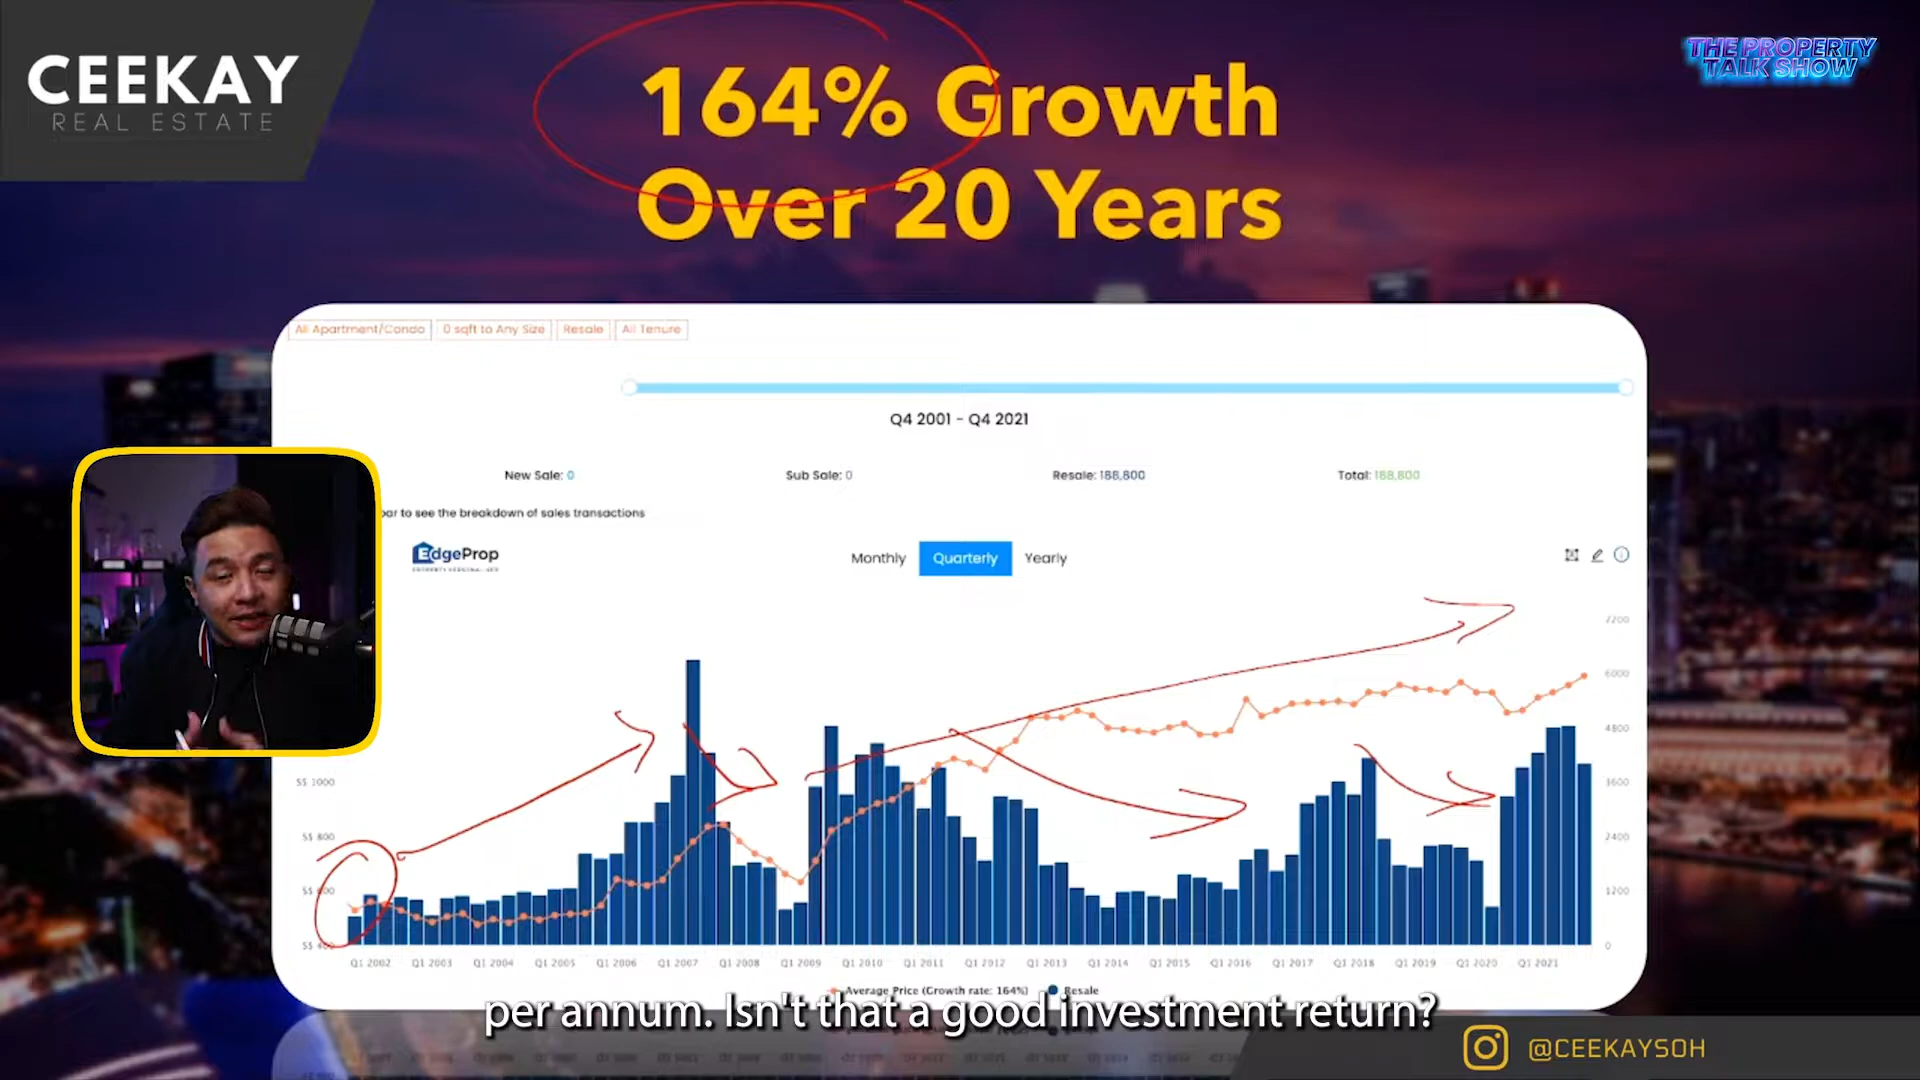 CEEKAY
REAL ESTATE
THE PROPERTY
TALK SHOW
164% Growth
Over 20 Years
All Apartment/Condo 0 sqft to Any Size Resale All Tenure
Q4 2001 - Q4 2021
New Sale: 0 Sub Sale: 0 Resale: 188,800 Total: 188,800
bar to see the breakdown of sales transactions
EdgeProp
Monthly Quarterly Yearly
7200
6000
4800
S$ 1000 3600
S$ 800 2400
S$ 600 1200
S$ 400 0
Q1 2002 Q1 2003 Q1 2004 Q1 2005 Q1 2006 Q1 2007 Q1 2008 Q1 2009 Q1 2010 Q1 2011 Q1 2012 Q1 2013 Q1 2014 Q1 2015 Q1 2016 Q1 2017 Q1 2018 Q1 2019 Q1 2020 Q1 2021
Average Price (Growth rate: 164%) Resale
per annum. Isn't that a good investment return?
@CEEKAYSOH